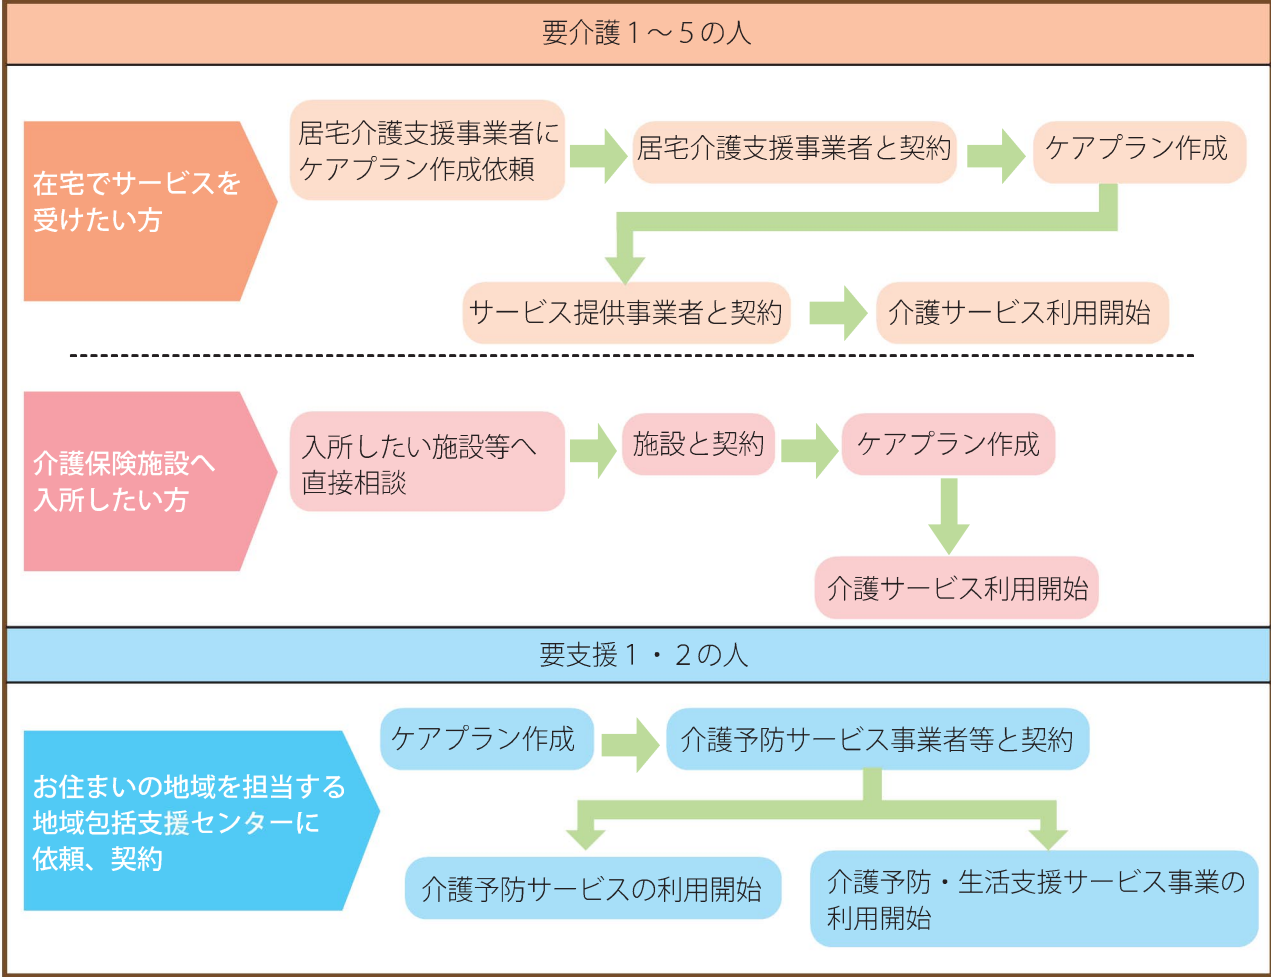 要介護１～５の人
在宅でサービスを
受けたい方
居宅介護支援事業者に
ケアプラン作成依頼
居宅介護支援事業者と契約
ケアプラン作成
サービス提供事業者と契約
介護サービス利用開始
介護保険施設へ
入所したい方
入所したい施設等へ
直接相談
施設と契約
ケアプラン作成
介護サービス利用開始
要支援１・２の人
お住まいの地域を担当する
地域包括支援センターに
依頼、契約
ケアプラン作成
介護予防サービス事業者等と契約
介護予防サービスの利用開始
介護予防・生活支援サービス事業の
利用開始